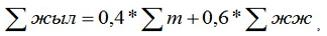 ∑ жыл = 0,4 * ∑ т + 0,6 * ∑ жж ,